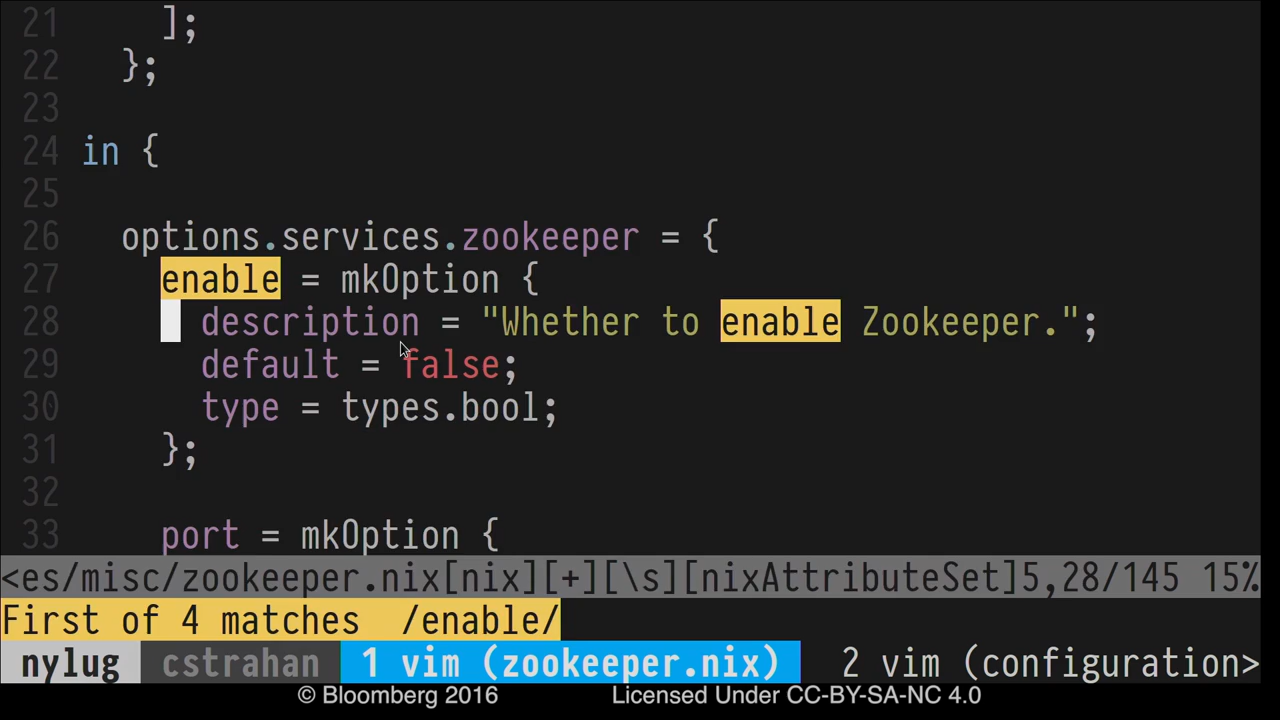 21 ];
22 };
23
24 in {
25
26 options.services.zookeeper = {
27 enable = mkOption {
28 description = "Whether to enable Zookeeper.";
29 default = false;
30 type = types.bool;
31 };
32
33 port = mkOption {
<es/misc/zookeeper.nix[nix][+][\s][nixAttributeSet]5,28/145 15%
First of 4 matches /enable/
nylug cstrahan 1 vim (zookeeper.nix) 2 vim (configuration>
© Bloomberg 2016 Licensed Under CC-BY-SA-NC 4.0